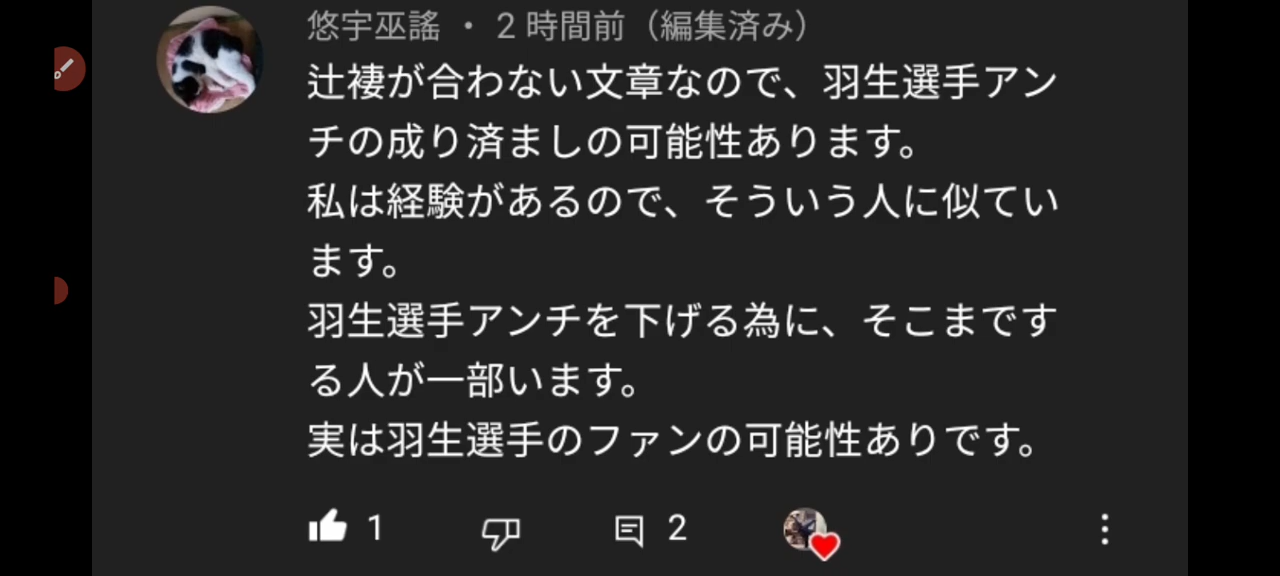 悠宇巫謠 ・ 2 時間前（編集済み）
辻褄が合わない文章なので、羽生選手アン
チの成り済ましの可能性あります。
私は経験があるので、そういう人に似てい
ます。
羽生選手アンチを下げる為に、そこまです
る人が一部います。
実は羽生選手のファンの可能性ありです。
1 2